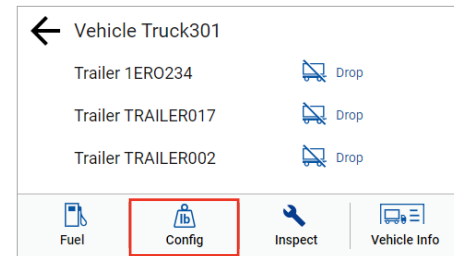 Vehicle Truck301
Trailer 1ERO234 Drop
Trailer TRAILER017 Drop
Trailer TRAILER002 Drop
lb
Fuel Config Inspect Vehicle Info